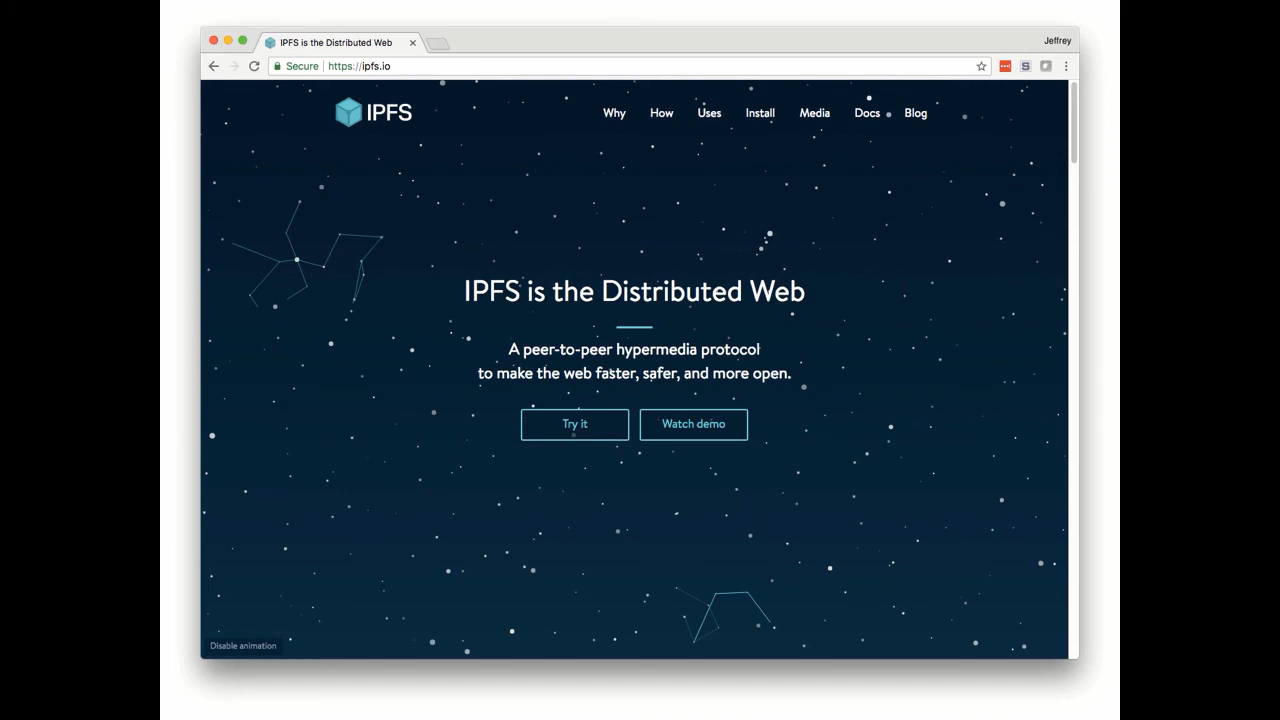 IPFS is the Distributed Web
Jeffrey
Secure
https://ipfs.io
S
IPFS
Why
How
Uses
Install
Media
Docs
Blog
IPFS is the Distributed Web
A peer-to-peer hypermedia protocol
to make the web faster, safer, and more open.
Try it
Watch demo
Disable animation